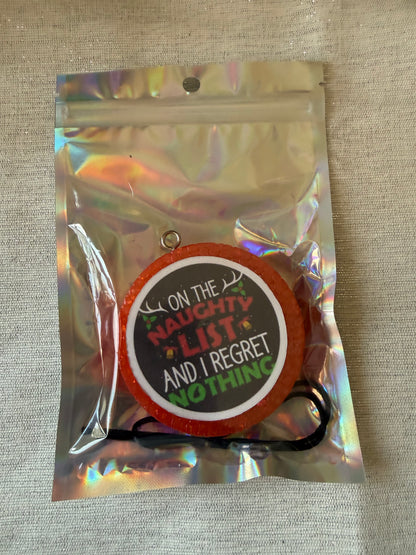 ON THE
NAUGHTY
LIST
AND I REGRET
NOTHING